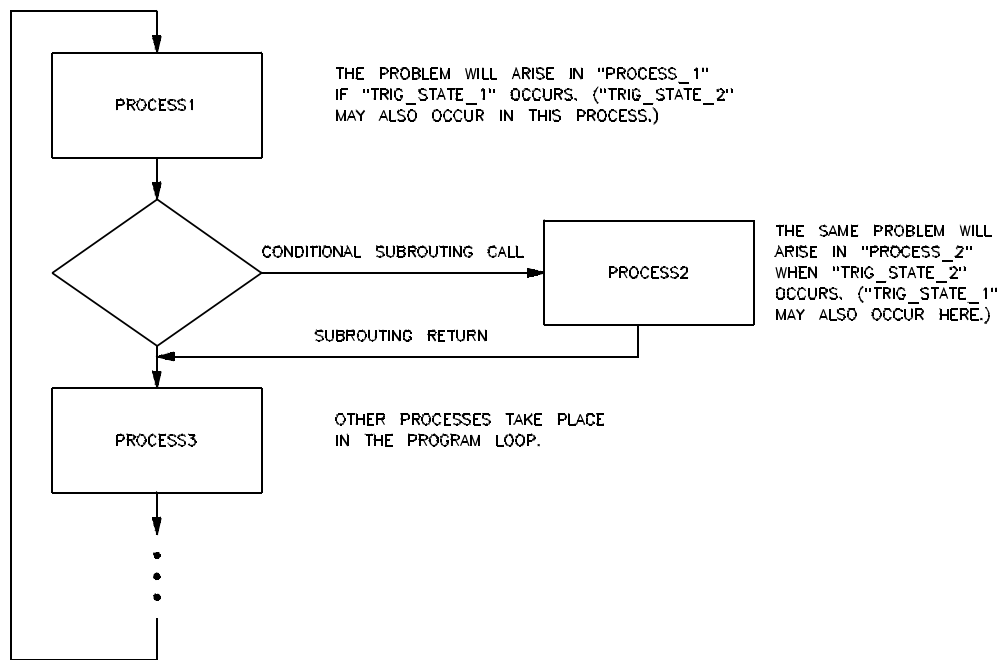 PROCESS1
THE PROBLEM WILL ARISE IN "PROCESS_1"
IF "TRIG_STATE_1" OCCURS. ("TRIG_STATE_2"
MAY ALSO OCCUR IN THIS PROCESS.)
CONDITIONAL SUBROUTING CALL
PROCESS2
THE SAME PROBLEM WILL
ARISE IN "PROCESS_2"
WHEN "TRIG_STATE_2"
OCCURS. ("TRIG_STATE_1"
MAY ALSO OCCUR HERE.)
SUBROUTING RETURN
PROCESS3
OTHER PROCESSES TAKE PLACE
IN THE PROGRAM LOOP.